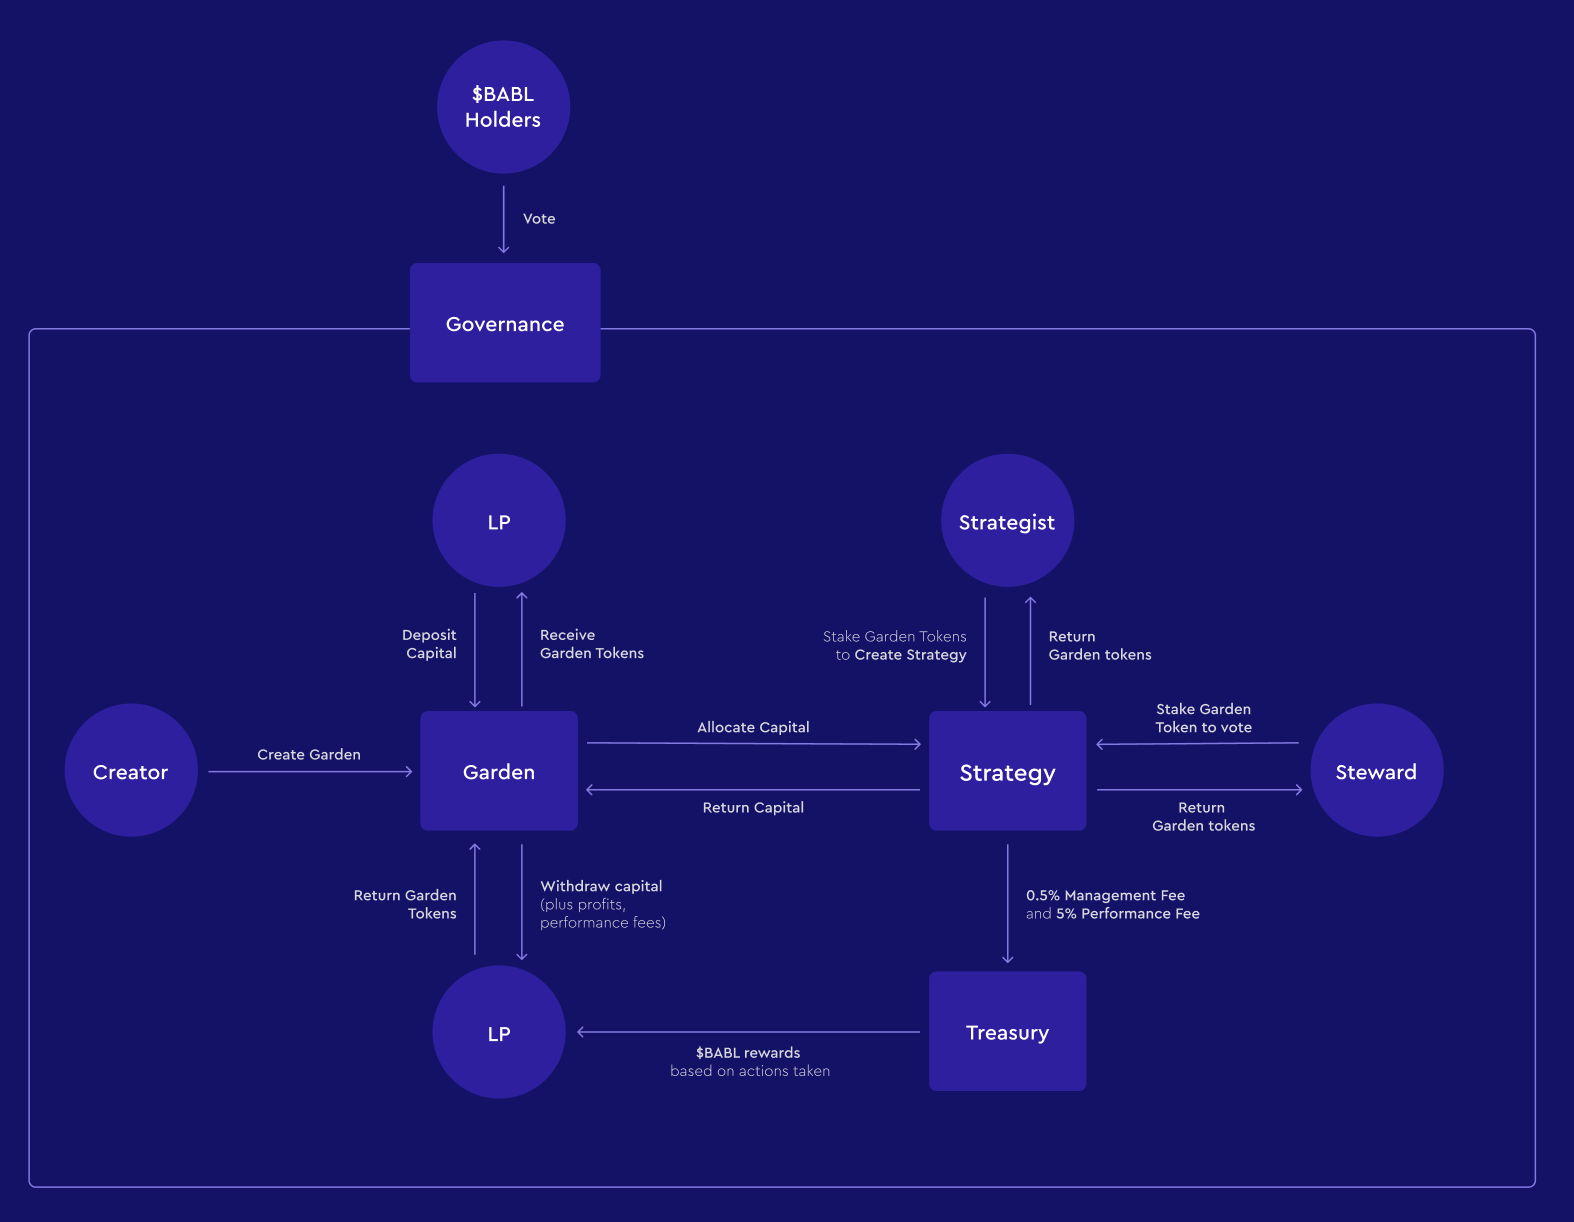 $BABL
Holders
Vote
Governance
LP
Strategist
Deposit
Capital
Receive
Garden Tokens
Stake Garden Tokens
to Create Strategy
Return
Garden tokens
Creator
Create Garden
Garden
Allocate Capital
Return Capital
Strategy
Stake Garden
Token to vote
Return
Garden tokens
Steward
Return Garden
Tokens
Withdraw capital
(plus profits,
performance fees)
0.5% Management Fee
and 5% Performance Fee
LP
$BABL rewards
based on actions taken
Treasury